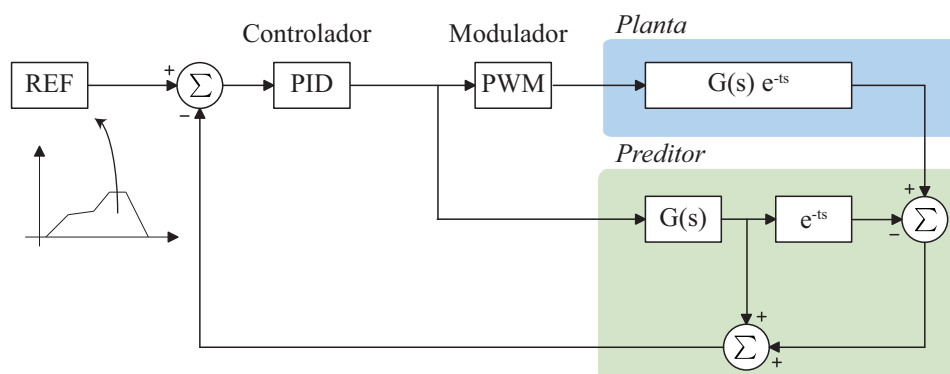 Controlador
Modulador
Planta
REF
+
Σ
−
PID
PWM
G(s) e-ts
Preditor
+
G(s)
e-ts
−
Σ
+
Σ
+